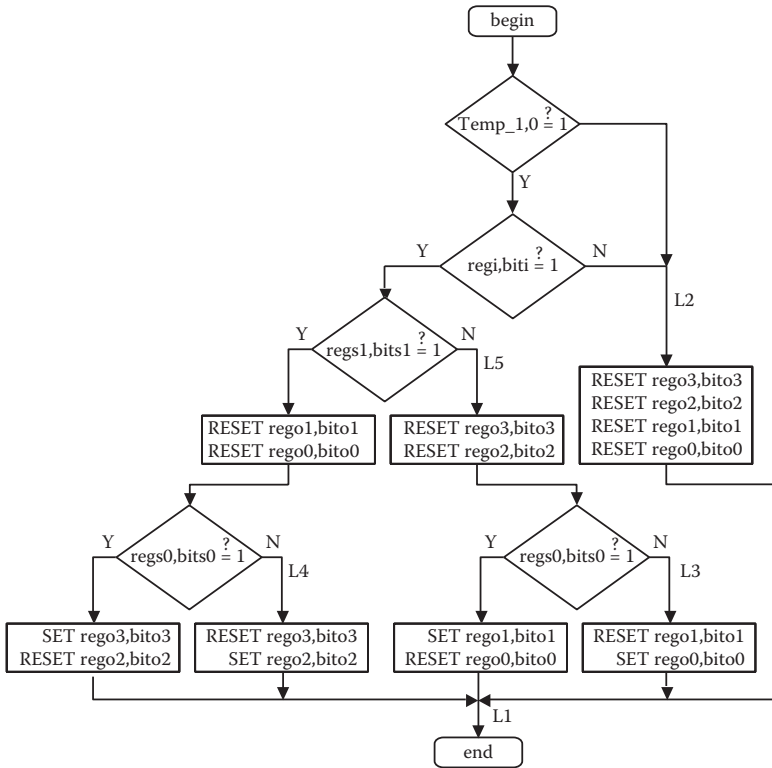 begin
Temp_1,0 ?= 1
Y
regi,biti ?= 1
Y
N
L2
regs1,bits1 ?= 1
Y
N
L5
RESET rego3,bito3
RESET rego2,bito2
RESET rego1,bito1
RESET rego0,bito0
RESET rego1,bito1
RESET rego0,bito0
RESET rego3,bito3
RESET rego2,bito2
regs0,bits0 ?= 1
Y
N
L4
regs0,bits0 ?= 1
Y
N
L3
SET rego3,bito3
RESET rego2,bito2
RESET rego3,bito3
SET rego2,bito2
SET rego1,bito1
RESET rego0,bito0
RESET rego1,bito1
SET rego0,bito0
L1
end